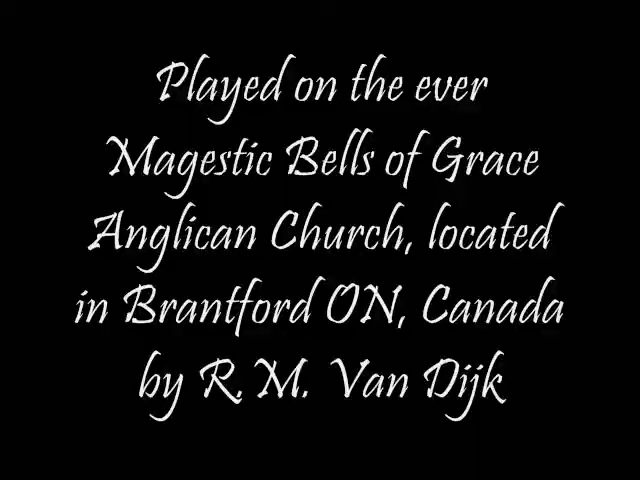 Played on the ever
Magestic Bells of Grace
Anglican Church, located
in Brantford ON, Canada
by R. M. Van Dijk